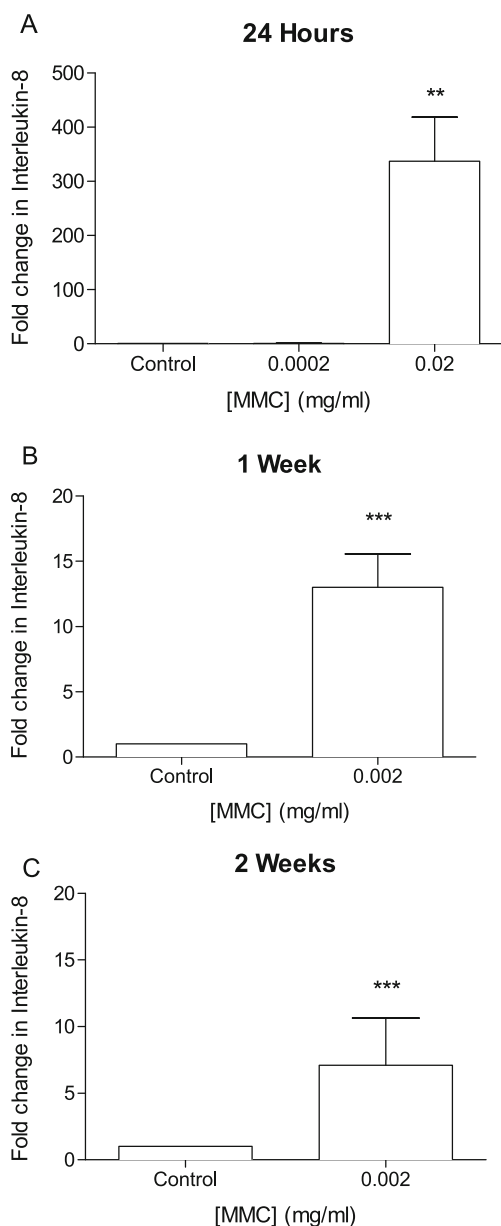 A
24 Hours
Fold change in Interleukin-8
500
400
300
200
100
0
**
Control
0.0002
0.02
[MMC] (mg/ml)
B
1 Week
Fold change in Interleukin-8
20
15
10
5
0
***
Control
0.002
[MMC] (mg/ml)
C
2 Weeks
Fold change in Interleukin-8
20
15
10
5
0
***
Control
0.002
[MMC] (mg/ml)